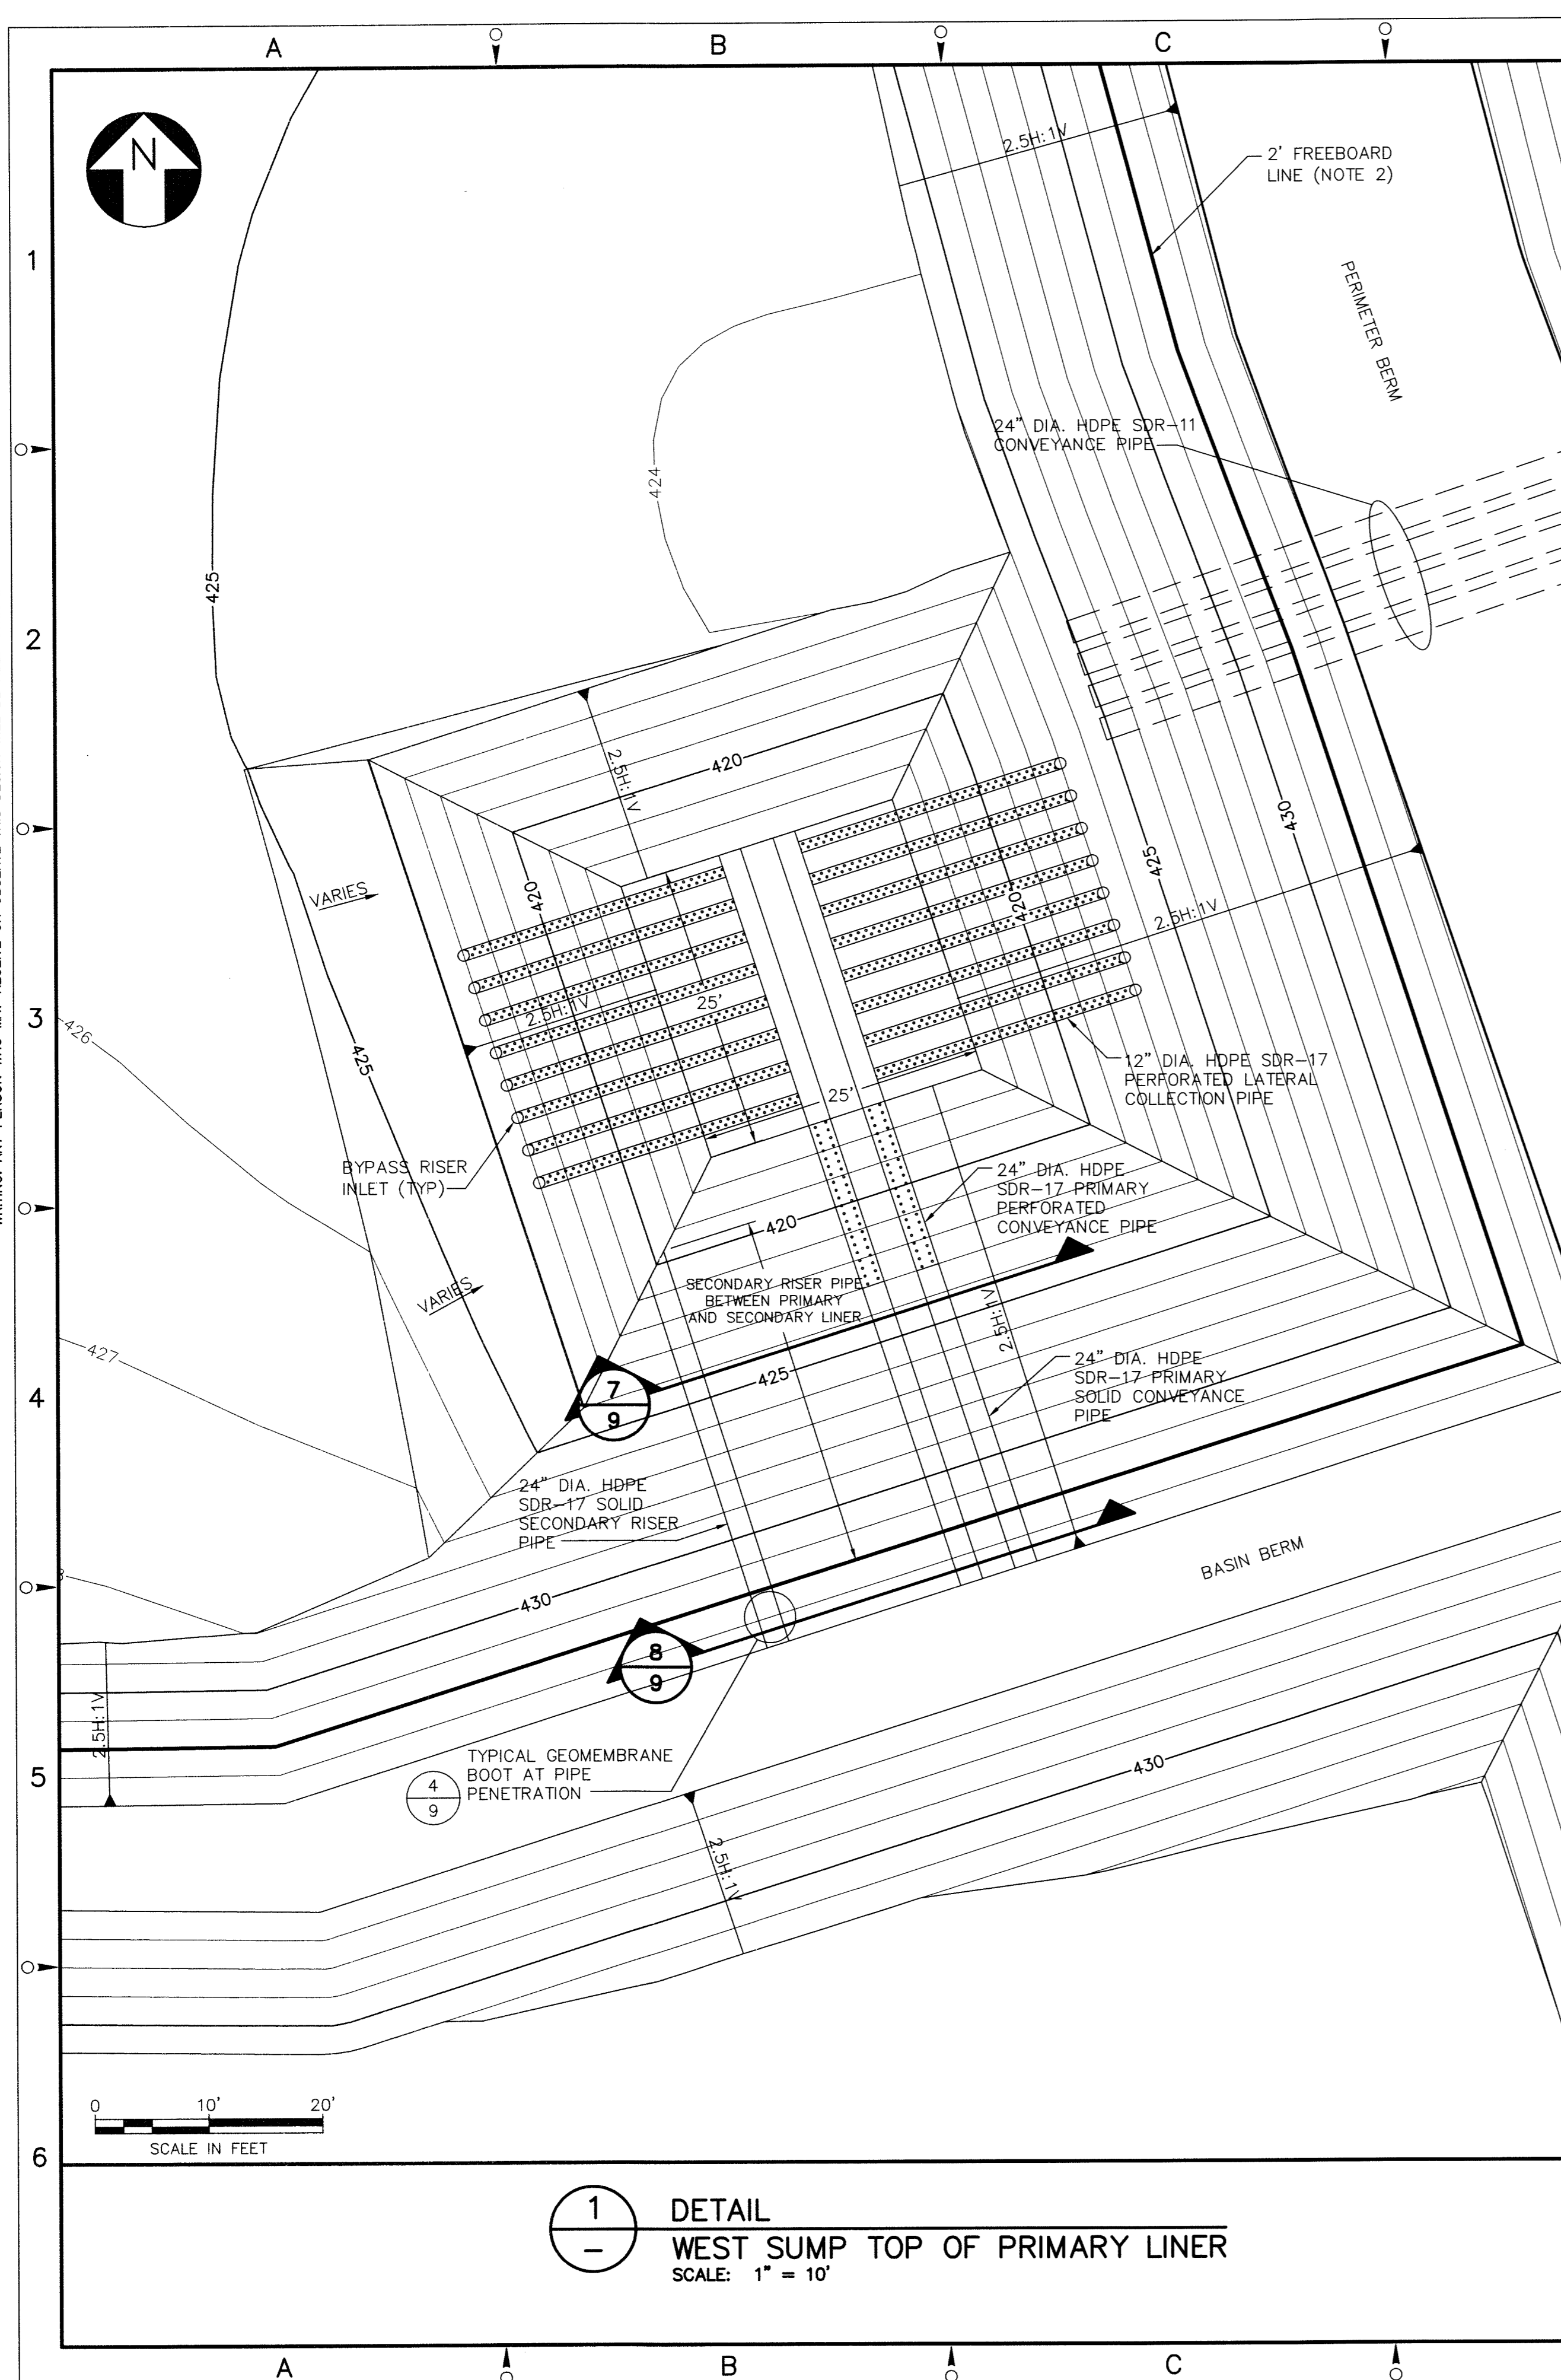 A
B
C
N
2.5H:1V
2' FREEBOARD
LINE (NOTE 2)
1
PERIMETER BERM
24" DIA. HDPE SDR-11
CONVEYANCE PIPE
424
425
2
2.5H:1V
420
430
425
VARIES
420
420
2.5H:1V
3
426
2.5H:1V
25'
425
12" DIA. HDPE SDR-17
PERFORATED LATERAL
COLLECTION PIPE
25'
BYPASS RISER
INLET (TYP)
24" DIA. HDPE
SDR-17 PRIMARY
PERFORATED
CONVEYANCE PIPE
420
VARIES
SECONDARY RISER PIPE
BETWEEN PRIMARY
AND SECONDARY LINER
2.5H:1V
427
24" DIA. HDPE
SDR-17 PRIMARY
SOLID CONVEYANCE
PIPE
425
4
7
9
24" DIA. HDPE
SDR-17 SOLID
SECONDARY RISER
PIPE
BASIN BERM
430
8
9
2.5H:1V
TYPICAL GEOMEMBRANE
BOOT AT PIPE
PENETRATION
4
9
5
430
2.5H:1V
0 10' 20'
SCALE IN FEET
6
1
–
DETAIL
WEST SUMP TOP OF PRIMARY LINER
SCALE: 1" = 10'
A
B
C